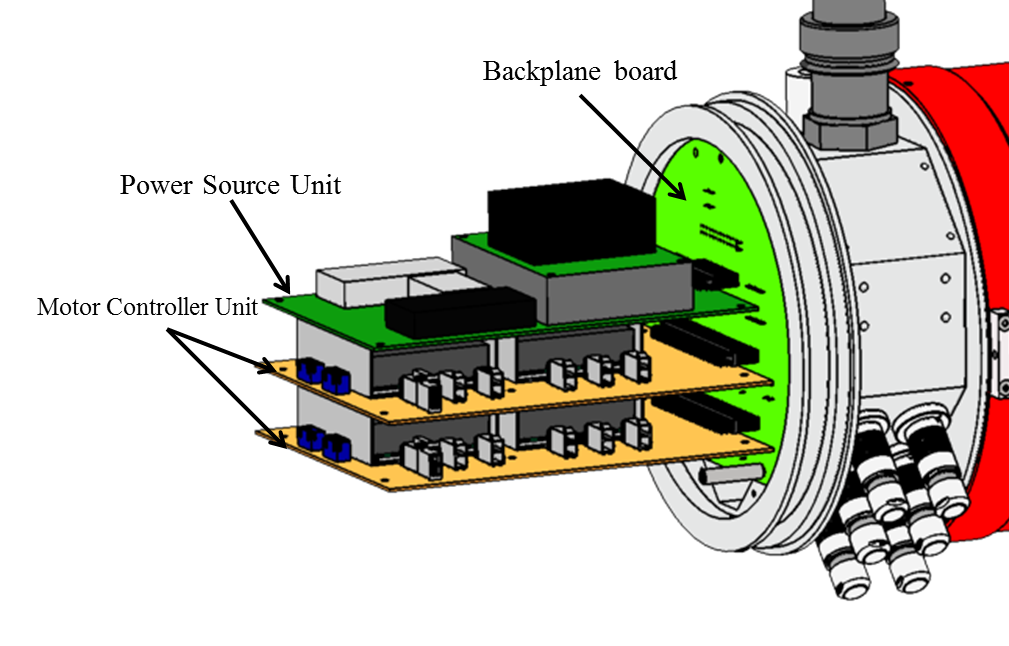 Backplane board
Power Source Unit
Motor Controller Unit